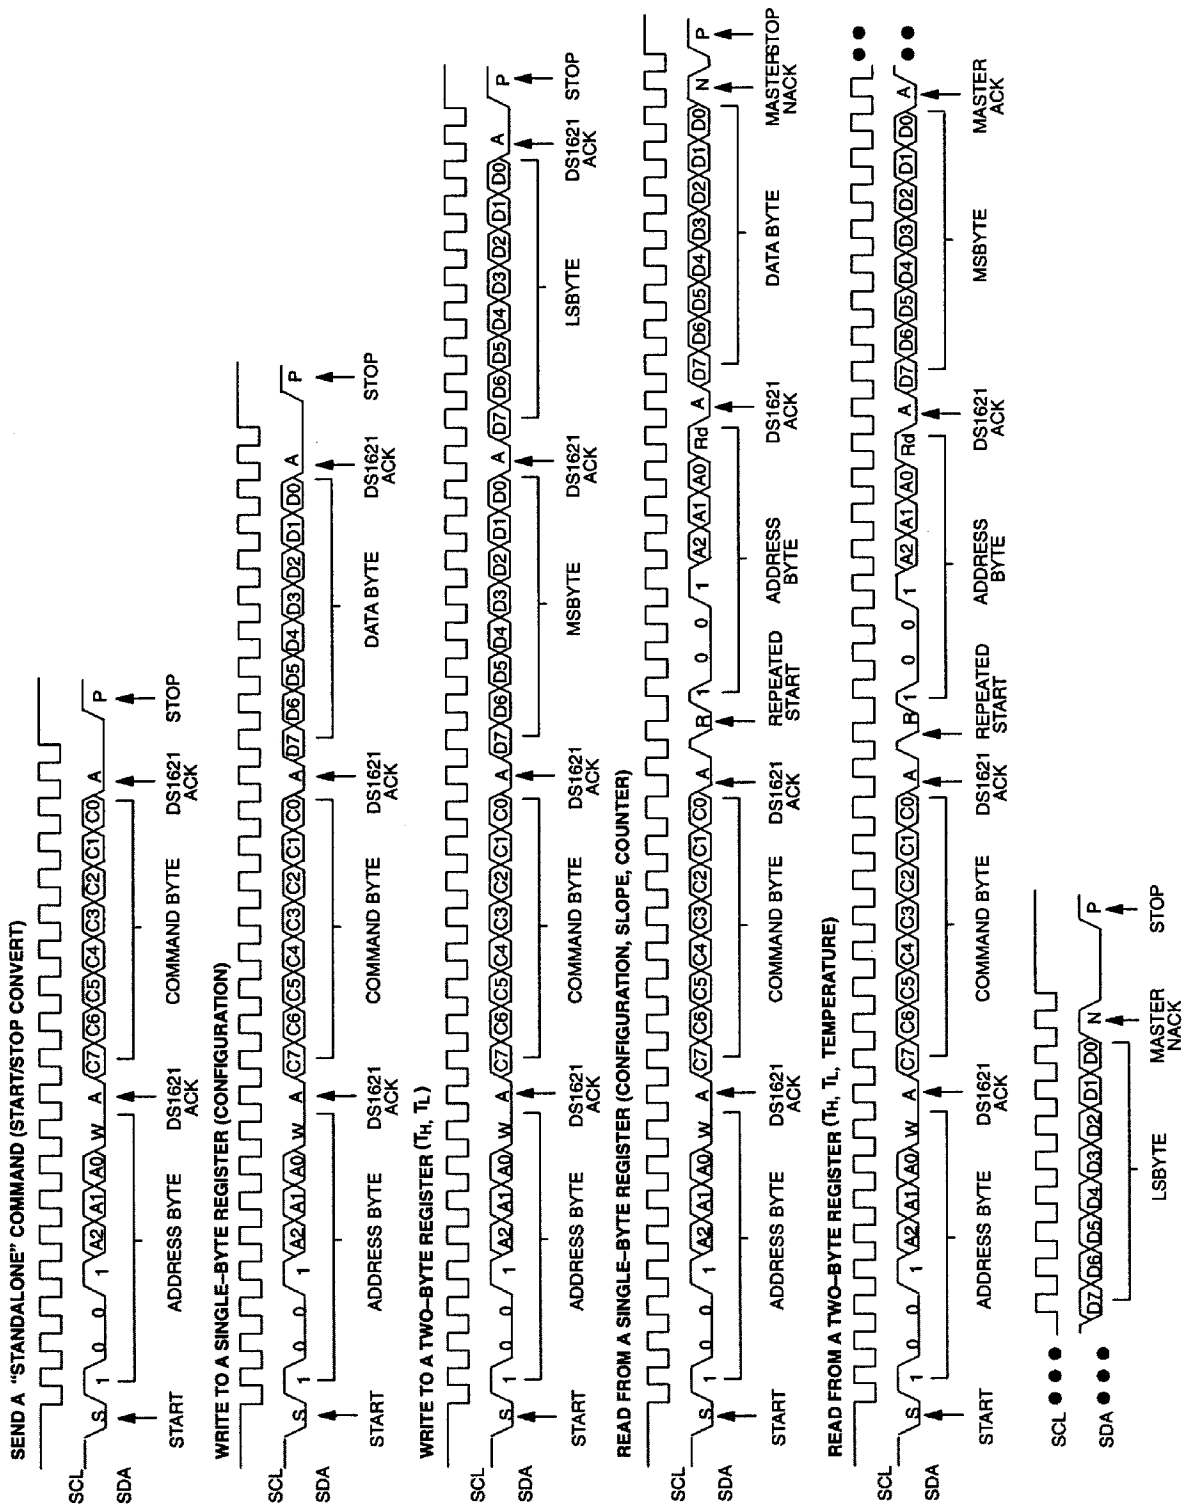 SEND A “STANDALONE” COMMAND (START/STOP CONVERT)
SCL
SDA
S 1 0 0 1 A2 A1 A0 W A C7 C6 C5 C4 C3 C2 C1 C0 A P
START ADDRESS BYTE DS1621 COMMAND BYTE DS1621 STOP
ACK ACK
WRITE TO A SINGLE–BYTE REGISTER (CONFIGURATION)
SCL
SDA
S 1 0 0 1 A2 A1 A0 W A C7 C6 C5 C4 C3 C2 C1 C0 A D7 D6 D5 D4 D3 D2 D1 D0 A P
START ADDRESS BYTE DS1621 COMMAND BYTE DS1621 DATA BYTE DS1621 STOP
ACK ACK ACK
WRITE TO A TWO–BYTE REGISTER (TH, TL)
SCL
SDA
S 1 0 0 1 A2 A1 A0 W A C7 C6 C5 C4 C3 C2 C1 C0 A D7 D6 D5 D4 D3 D2 D1 D0 A D7 D6 D5 D4 D3 D2 D1 D0 A P
START ADDRESS BYTE DS1621 COMMAND BYTE DS1621 MSBYTE DS1621 LSBYTE DS1621 STOP
ACK ACK ACK ACK
READ FROM A SINGLE–BYTE REGISTER (CONFIGURATION, SLOPE, COUNTER)
SCL
SDA
S 1 0 0 1 A2 A1 A0 W A C7 C6 C5 C4 C3 C2 C1 C0 A R 1 0 0 1 A2 A1 A0 Rd A D7 D6 D5 D4 D3 D2 D1 D0 N P
START ADDRESS BYTE DS1621 COMMAND BYTE DS1621 REPEATED ADDRESS DS1621 DATA BYTE MASTER STOP
ACK ACK START BYTE ACK NACK
READ FROM A TWO–BYTE REGISTER (TH, TL, TEMPERATURE)
SCL
SDA
S 1 0 0 1 A2 A1 A0 W A C7 C6 C5 C4 C3 C2 C1 C0 A R 1 0 0 1 A2 A1 A0 Rd A D7 D6 D5 D4 D3 D2 D1 D0 A
START ADDRESS BYTE DS1621 COMMAND BYTE DS1621 REPEATED ADDRESS DS1621 MSBYTE MASTER
ACK ACK START BYTE ACK ACK
SCL
SDA
D7 D6 D5 D4 D3 D2 D1 D0 N P
LSBYTE MASTER STOP
NACK